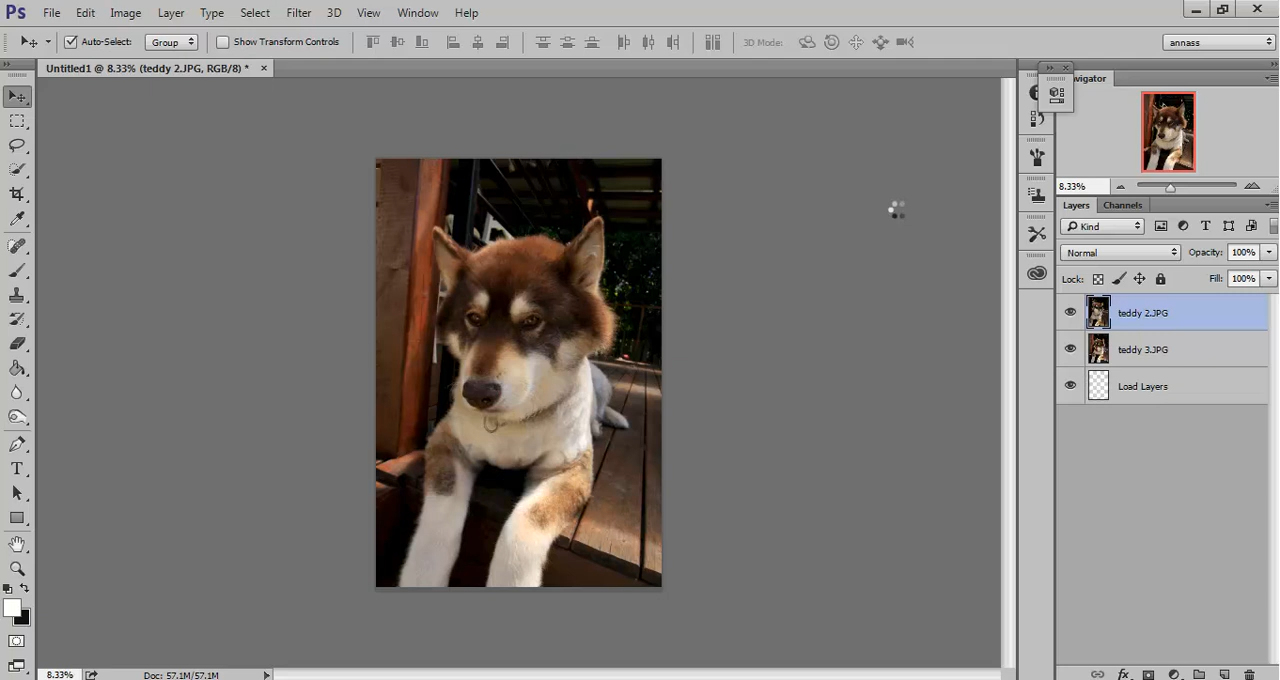 Ps File Edit Image Layer Type Select Filter 3D View Window Help
Auto-Select: Group Show Transform Controls 3D Mode: annass
Untitled1 @ 8.33% (teddy 2.JPG, RGB/8) *
8.33%
Layers Channels
Kind
Normal Opacity: 100%
Lock: Fill: 100%
teddy 2.JPG
teddy 3.JPG
Load Layers
8.33% Doc: 57.1M/57.1M